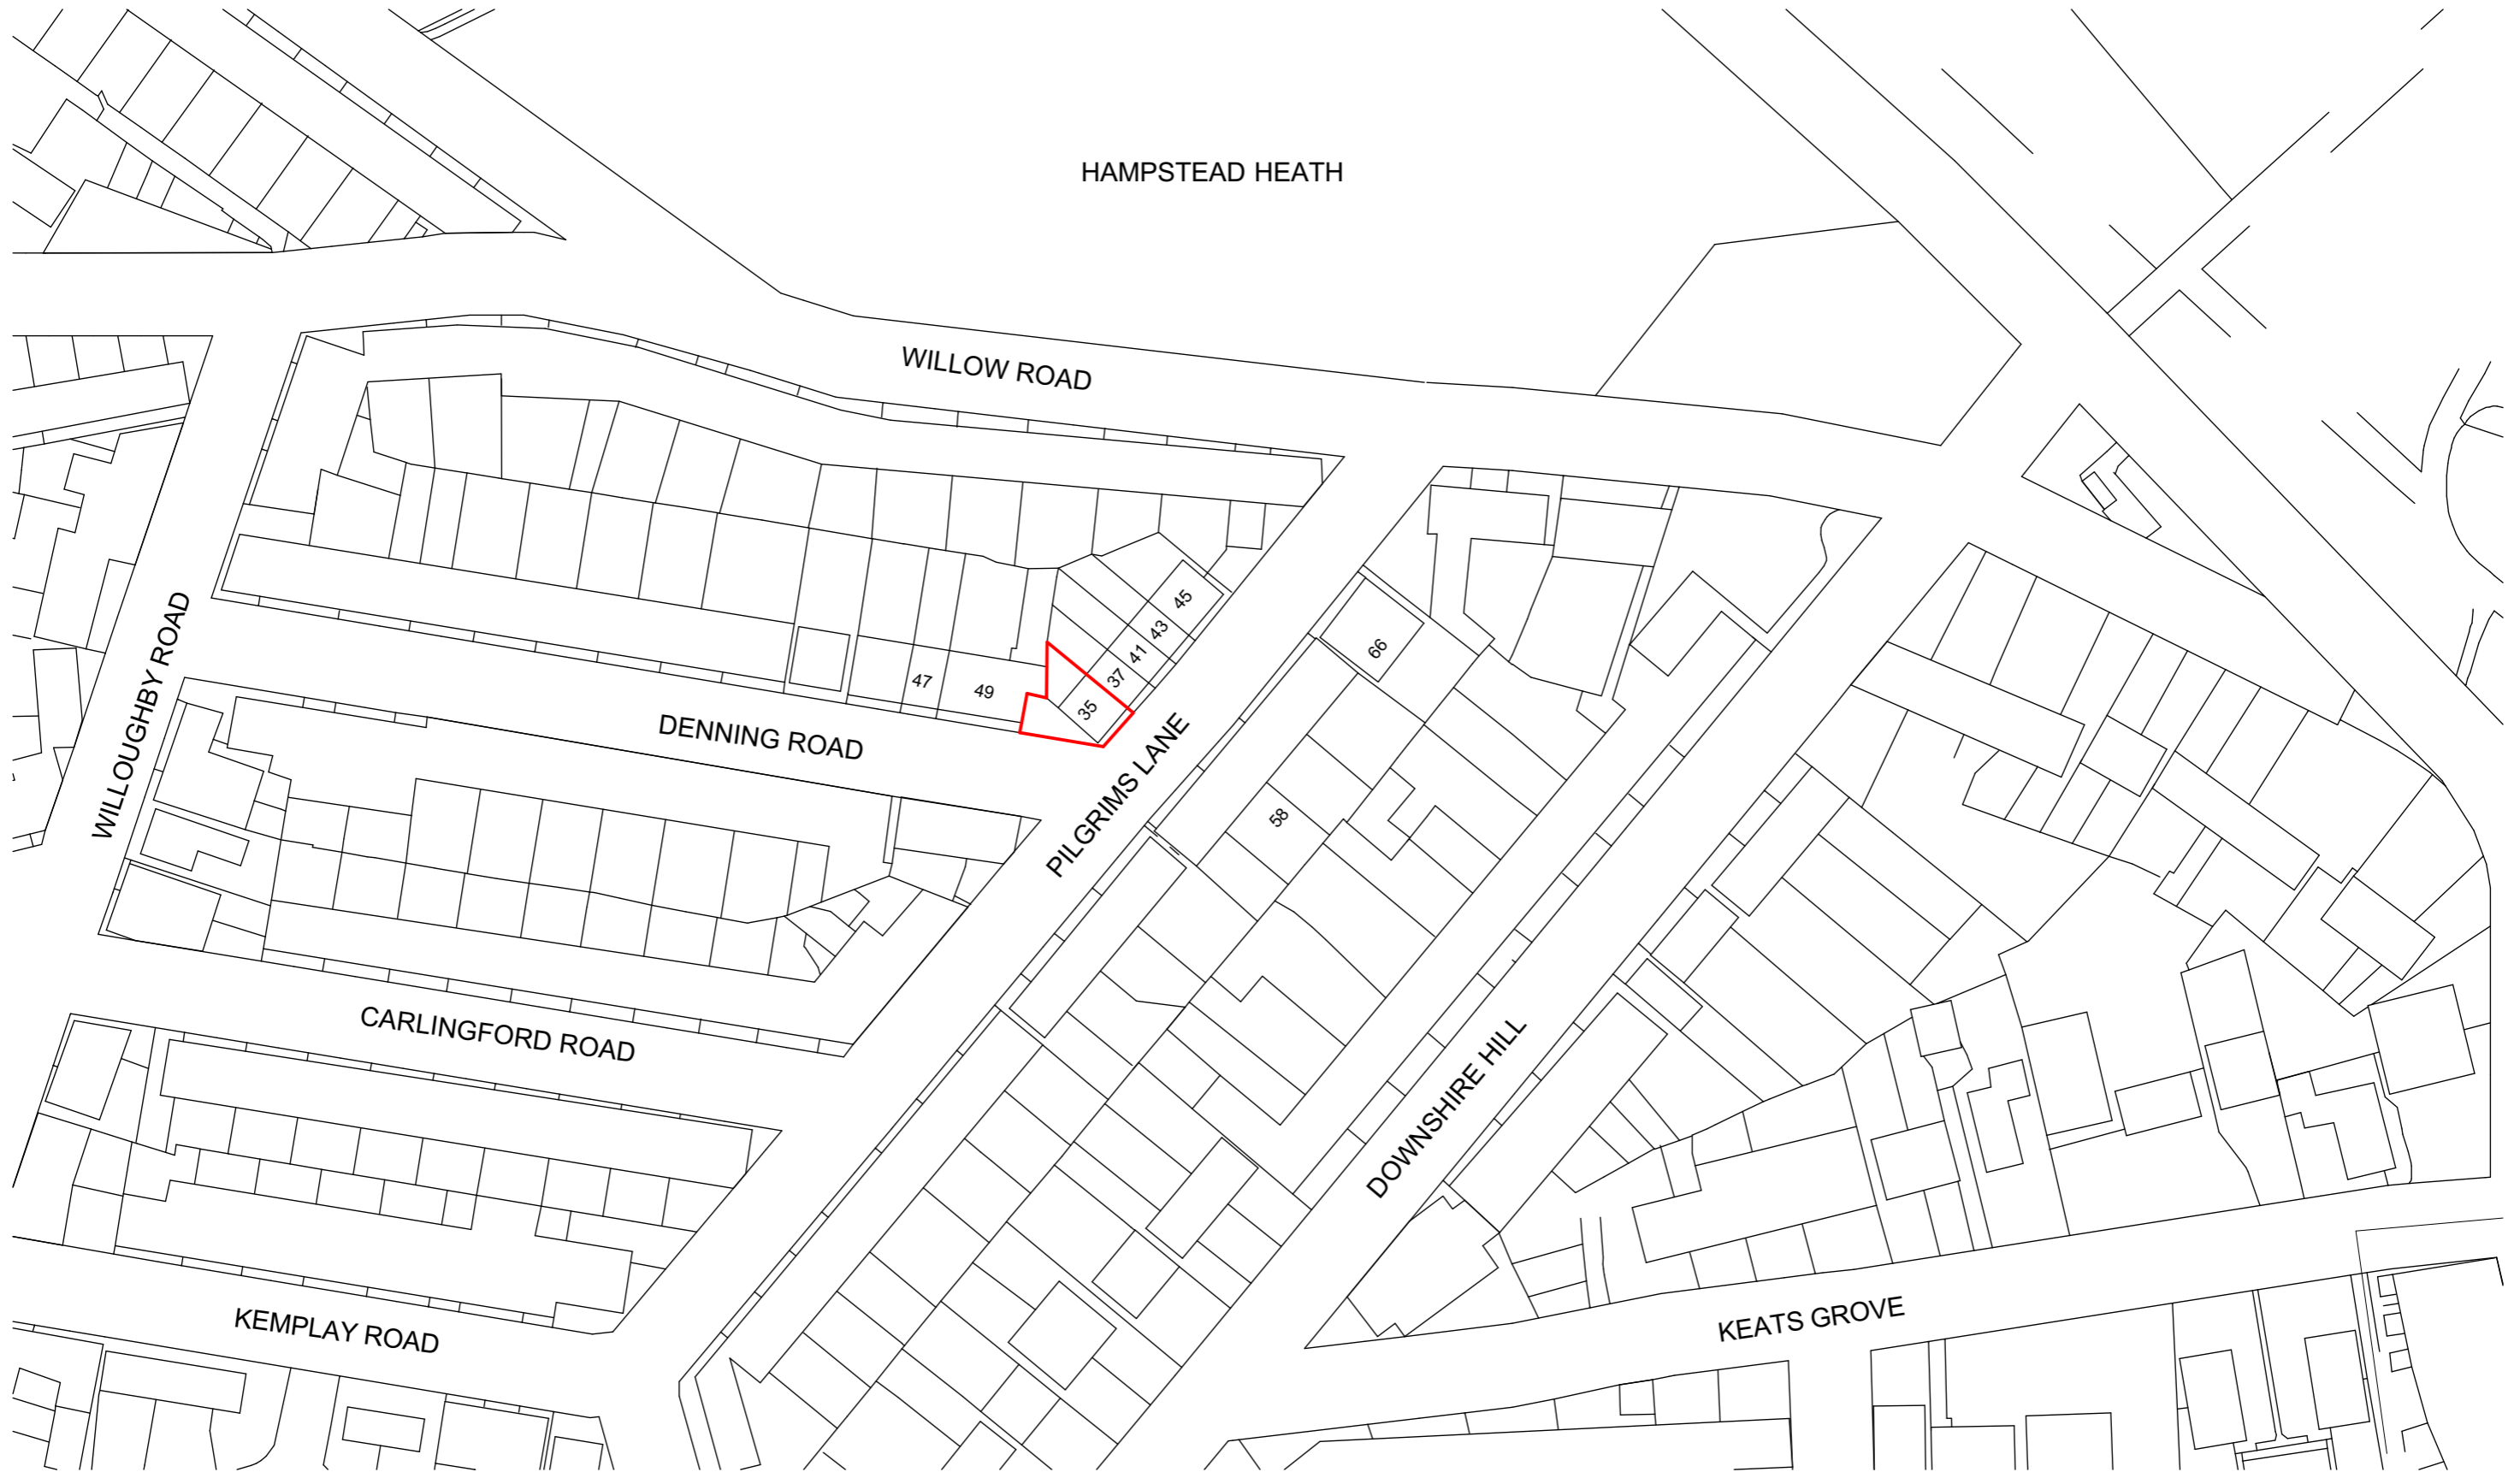 HAMPSTEAD HEATH
WILLOW ROAD
WILLOUGHBY ROAD
45
43
41
37
35
47
49
66
DENNING ROAD
PILGRIMS LANE
58
CARLINGFORD ROAD
DOWNSHIRE HILL
KEMPLAY ROAD
KEATS GROVE